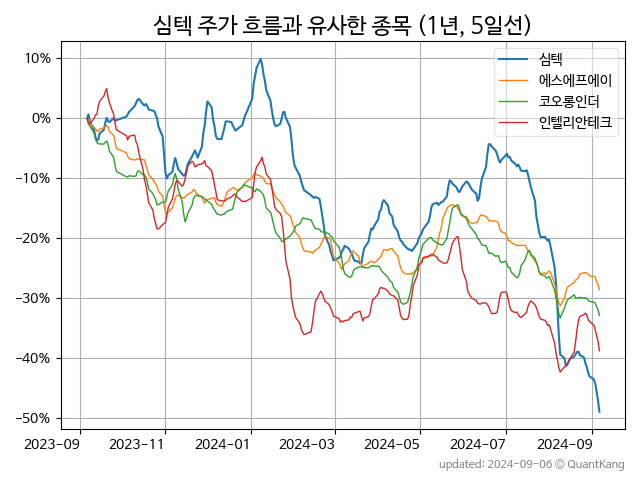 심텍 주가 흐름과 유사한 종목 (1년, 5일선)
심텍
에스에프에이
코오롱인더
인텔리안테크
10%
0%
−10%
−20%
−30%
−40%
−50%
2023-09
2023-11
2024-01
2024-03
2024-05
2024-07
2024-09
updated: 2024-09-06 © QuantKang